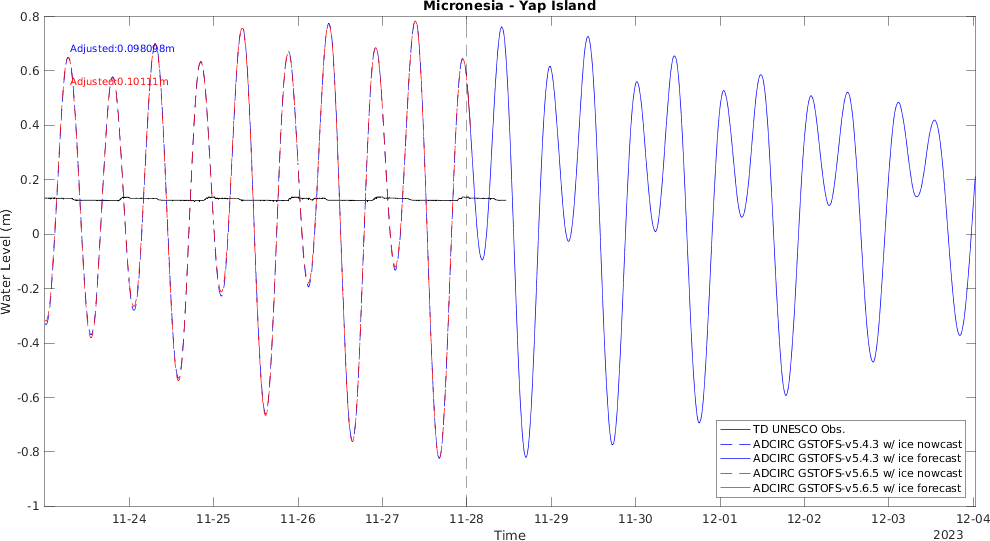 Micronesia - Yap Island
Adjusted:0.098098m
Adjusted:0.10111m
0.8
0.6
0.4
0.2
0
-0.2
-0.4
-0.6
-0.8
-1
Water Level (m)
TD UNESCO Obs.
ADCIRC GSTOFS-v5.4.3 w/ ice nowcast
ADCIRC GSTOFS-v5.4.3 w/ ice forecast
ADCIRC GSTOFS-v5.6.5 w/ ice nowcast
ADCIRC GSTOFS-v5.6.5 w/ ice forecast
11-24 11-25 11-26 11-27 11-28 11-29 11-30 12-01 12-02 12-03 12-04
Time
2023